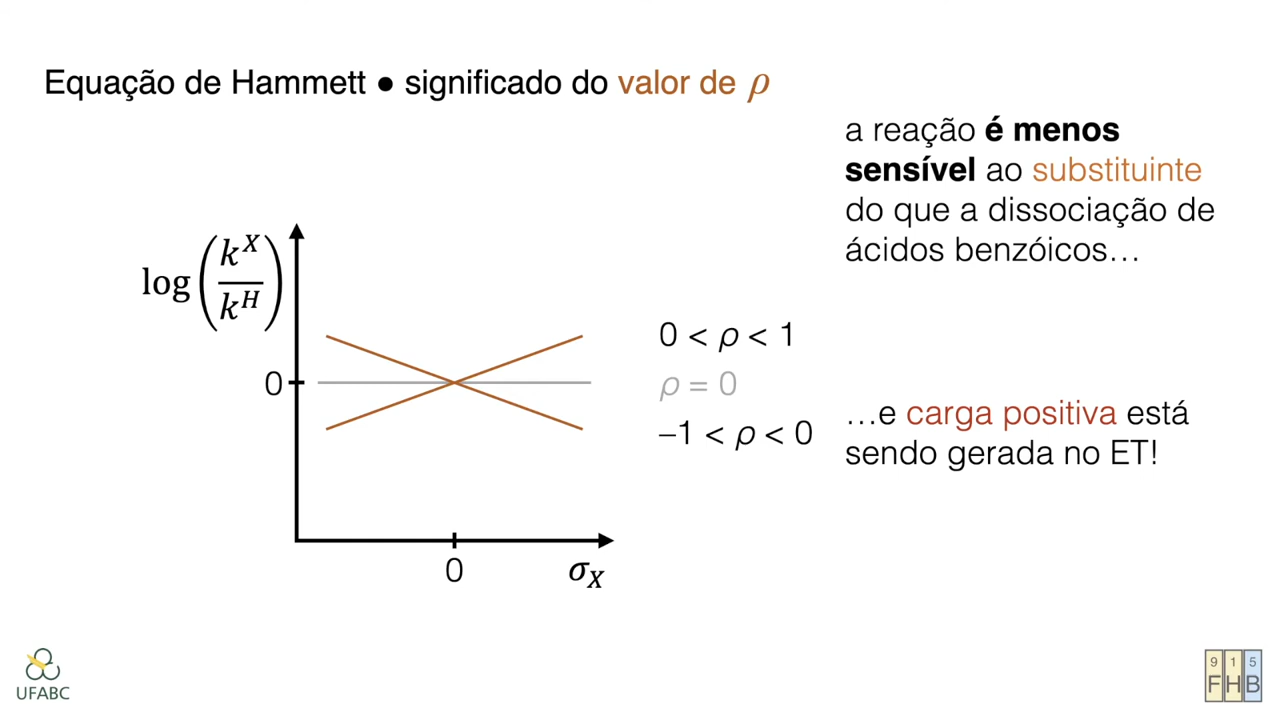 Equação de Hammett • significado do valor de ρ
a reação é menos
sensível ao substituinte
do que a dissociação de
ácidos benzóicos…
log(k^X/k^H)
0
0
σ_X
0 < ρ < 1
ρ = 0
–1 < ρ < 0
…e carga positiva está
sendo gerada no ET!
UFABC
9 1 5
F H B